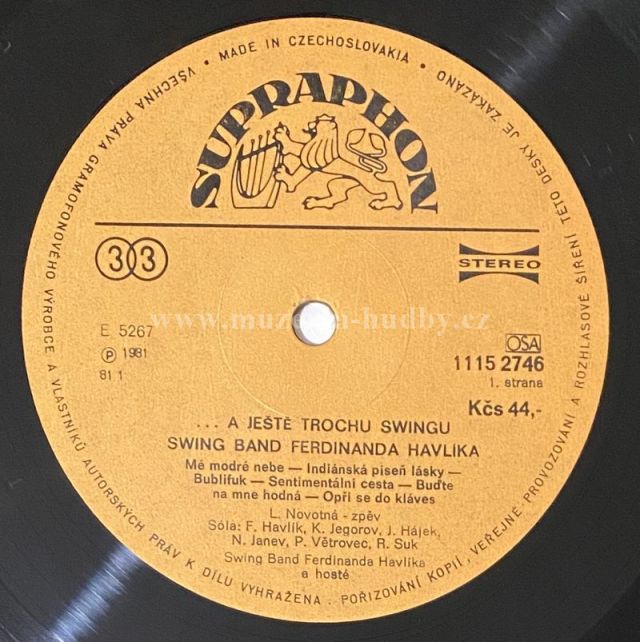 VŠECHNA PRÁVA GRAMOFONOVÉHO VÝROBCE A VLASTNÍKŮ AUTORSKÝCH PRÁV K DÍLU VYHRAŽENA. POŘIZOVÁNÍ KOPIÍ, VEŘEJNÉ PROVOZOVÁNÍ A ROZHLASOVÉ ŠÍŘENÍ TÉTO DESKY JE ZAKÁZÁNO • MADE IN CZECHOSLOVAKIA •
SUPRAPHON
33
STEREO
E 5267
Ⓟ 1981
81 1
www.muzeum-hudby.cz
OSA
1115 2746
1. strana
Kčs 44,-
... A JEŠTĚ TROCHU SWINGU
SWING BAND FERDINANDA HAVLÍKA
Mé modré nebe — Indiánská píseň lásky —
Bublifuk — Sentimentální cesta — Buďte
na mne hodná — Opři se do kláves
L. Novotná - zpěv
Sóla: F. Havlík, K. Jegorov, J. Hájek,
N. Janev, P. Větrovec, R. Suk
Swing Band Ferdinanda Havlíka
a hosté